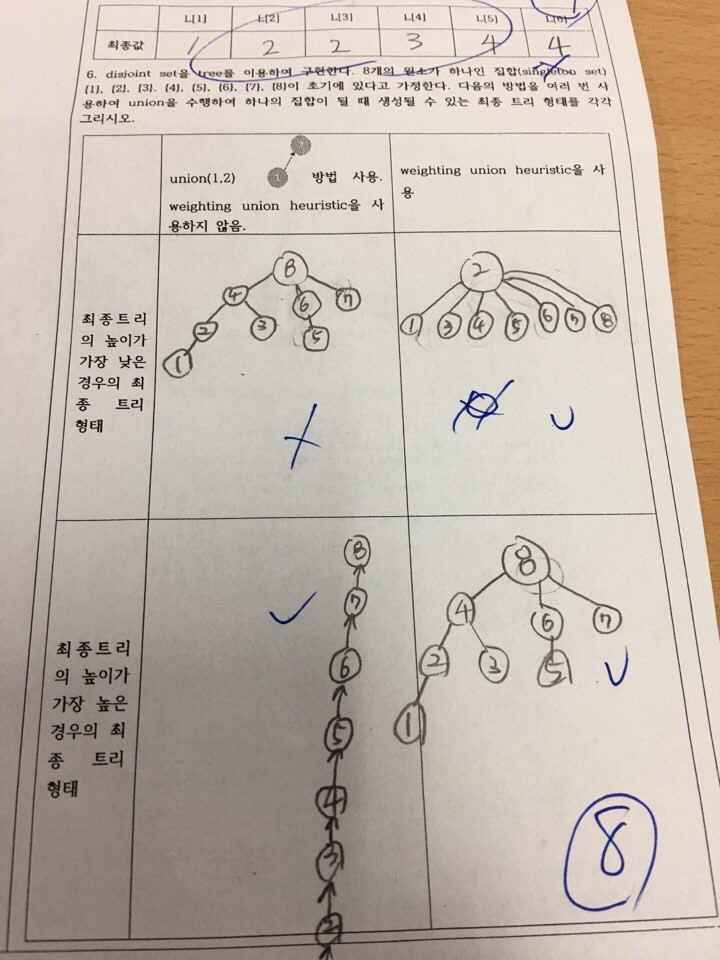 L[1] L[2] L[3] L[4] L[5] L[6]
최종값 1 2 2 3 4 4
6. disjoint set을 tree를 이용하여 구현한다. 8개의 원소가 하나인 집합(singleton set)
{1}, {2}, {3}, {4}, {5}, {6}, {7}, {8}이 초기에 있다고 가정한다. 다음의 방법을 여러 번 사
용하여 union을 수행하여 하나의 집합이 될 때 생성될 수 있는 최종 트리 형태를 각각
그리시오.
2
union(1,2) 1 방법 사용.
weighting union heuristic을 사
용하지 않음.
weighting union heuristic을 사
용
최종트리
의 높이가
가장 낮은
경우의 최
종 트리
형태
8
4 6 7
2 3 5
1
2
1 3 4 5 6 7 8
최종트리
의 높이가
가장 높은
경우의 최
종 트리
형태
8
7
6
5
4
3
2
8
4 6 7
2 3 5
1
8